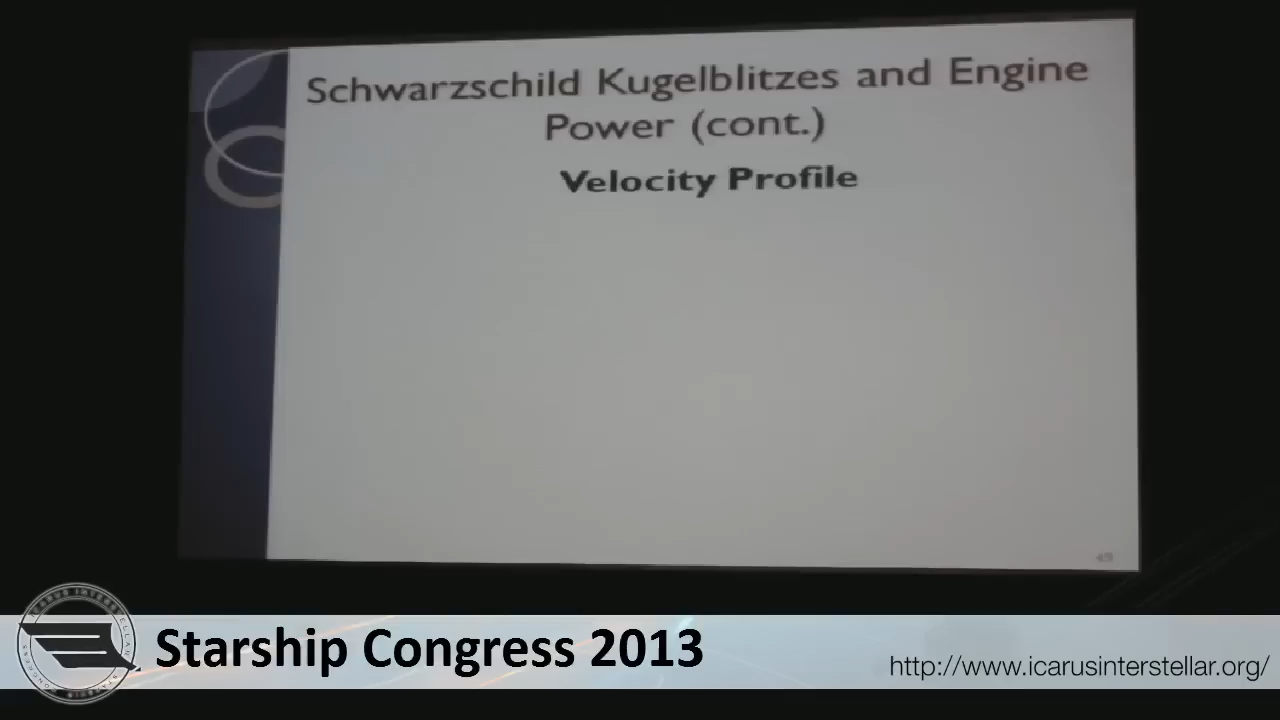 Schwarzschild Kugelblitzes and Engine
Power (cont.)
Velocity Profile
Starship Congress 2013
http://www.icarusinterstellar.org/